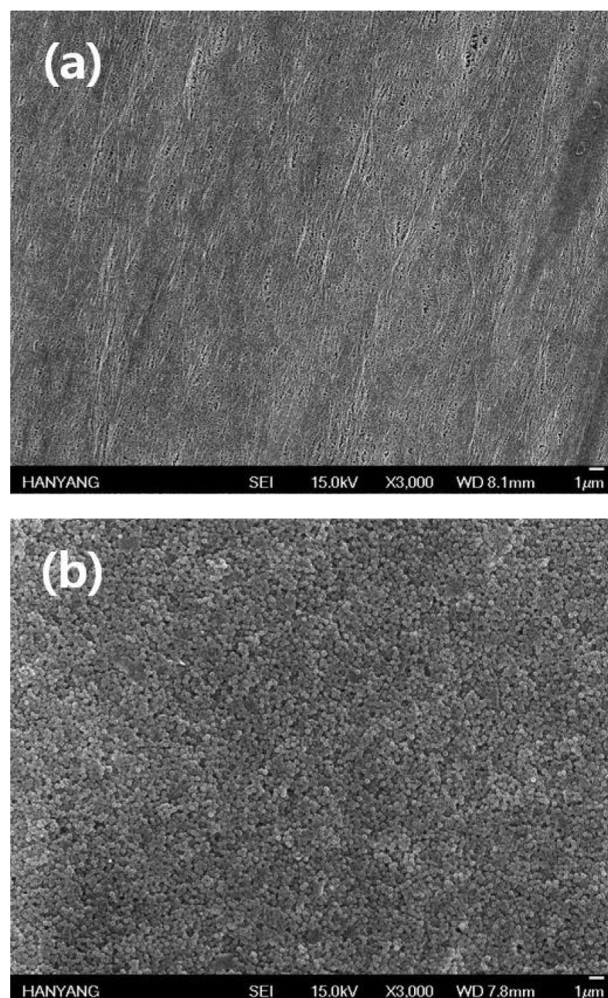 (a)
HANYANG SEI 15.0kV X3,000 WD 8.1mm 1μm
(b)
HANYANG SEI 15.0kV X3,000 WD 7.8mm 1μm